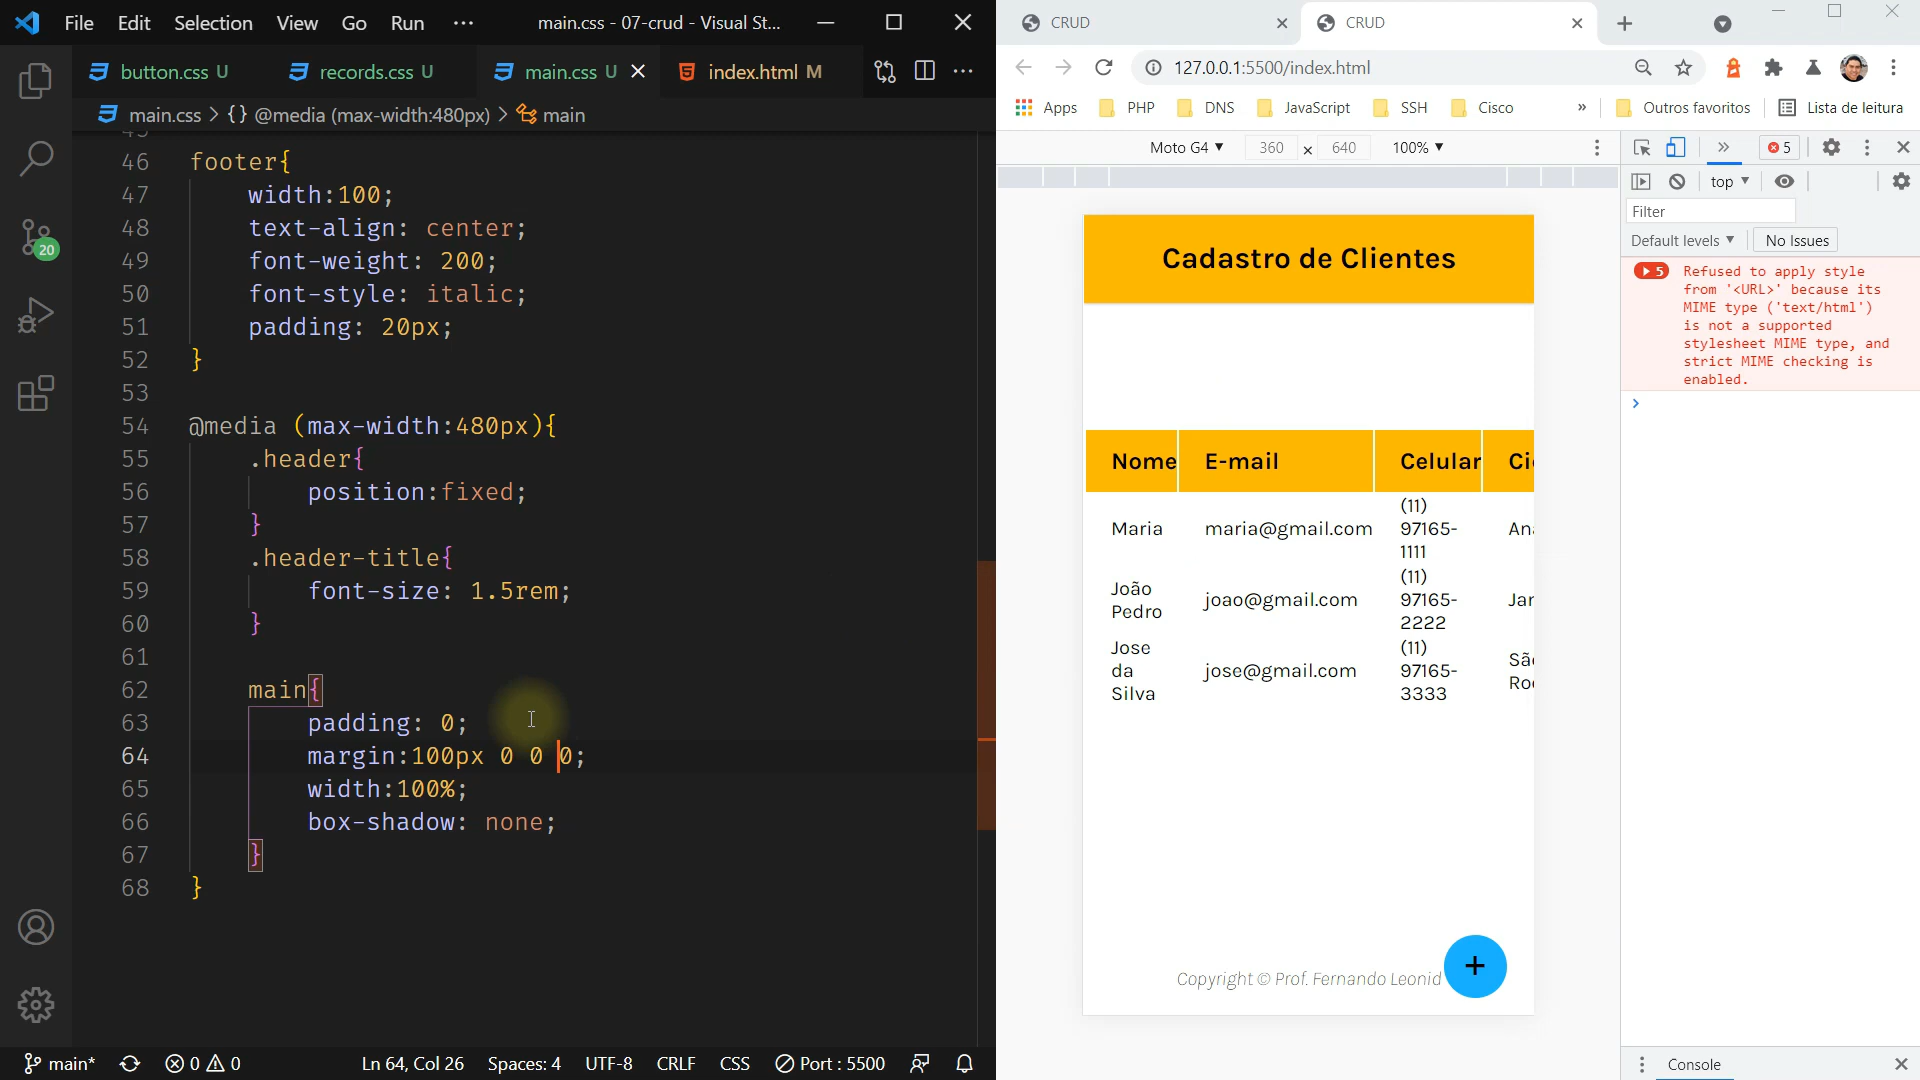 File Edit Selection View Go Run ··· main.css - 07-crud - Visual St...
button.css U records.css U main.css U index.html M ···
main.css > {} @media (max-width:480px) > main
46 footer{
47 width:100;
48 text-align: center;
49 font-weight: 200;
50 font-style: italic;
51 padding: 20px;
52 }
53
54 @media (max-width:480px){
55 .header{
56 position:fixed;
57 }
58 .header-title{
59 font-size: 1.5rem;
60 }
61
62 main{
63 padding: 0;
64 margin:100px 0 0 0;
65 width:100%;
66 box-shadow: none;
67 }
68 }
20
main* 0 0 Ln 64, Col 26 Spaces: 4 UTF-8 CRLF CSS Port : 5500
CRUD CRUD
127.0.0.1:5500/index.html
Apps PHP DNS JavaScript SSH Cisco » Outros favoritos Lista de leitura
Moto G4 360 × 640 100%
Cadastro de Clientes
Nome E-mail Celular Ci
Maria maria@gmail.com (11) 97165-1111 An
João Pedro joao@gmail.com (11) 97165-2222 Jar
Jose da Silva jose@gmail.com (11) 97165-3333 São Ro
+
Copyright © Prof. Fernando Leonid
» 5
top
Filter
Default levels No Issues
5 Refused to apply style
from '<URL>' because its
MIME type ('text/html')
is not a supported
stylesheet MIME type, and
strict MIME checking is
enabled.
Console